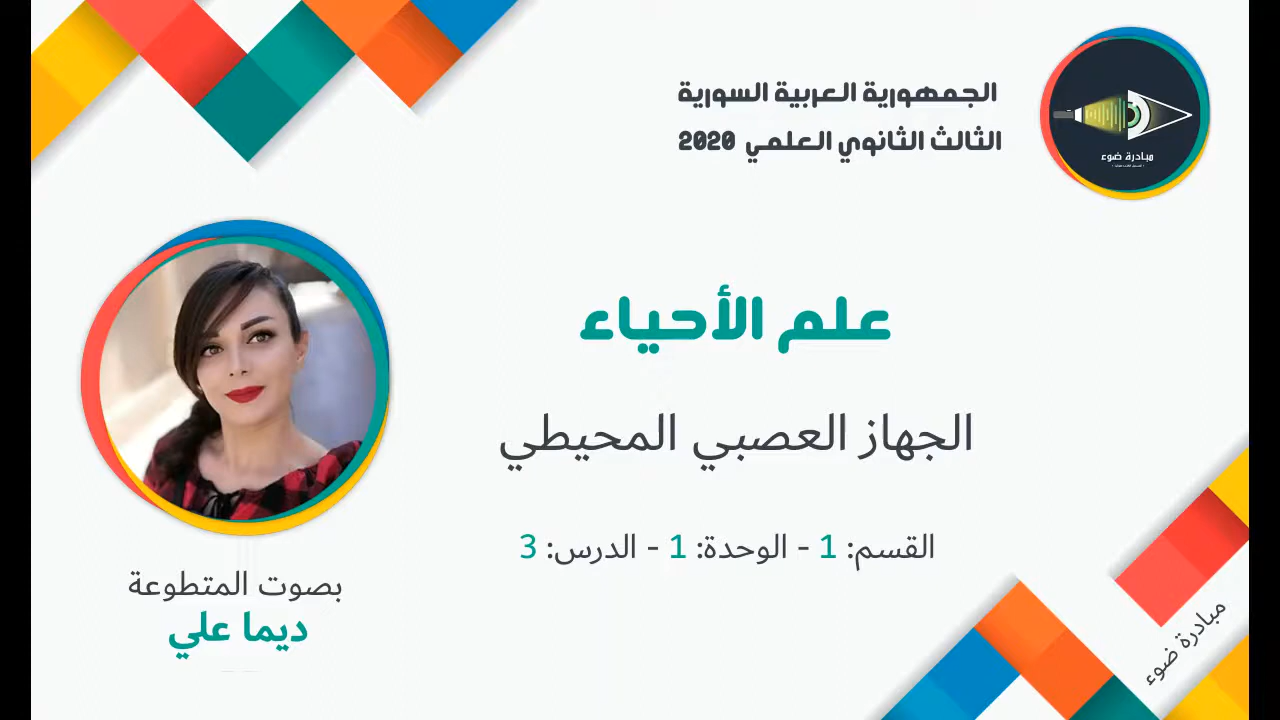 الجمهورية العربية السورية
الثالث الثانوي العلمي 2020
مبادرة ضوء
علم الأحياء
الجهاز العصبي المحيطي
القسم: 1 - الوحدة: 1 - الدرس: 3
بصوت المتطوعة
ديما علي
مبادرة ضوء